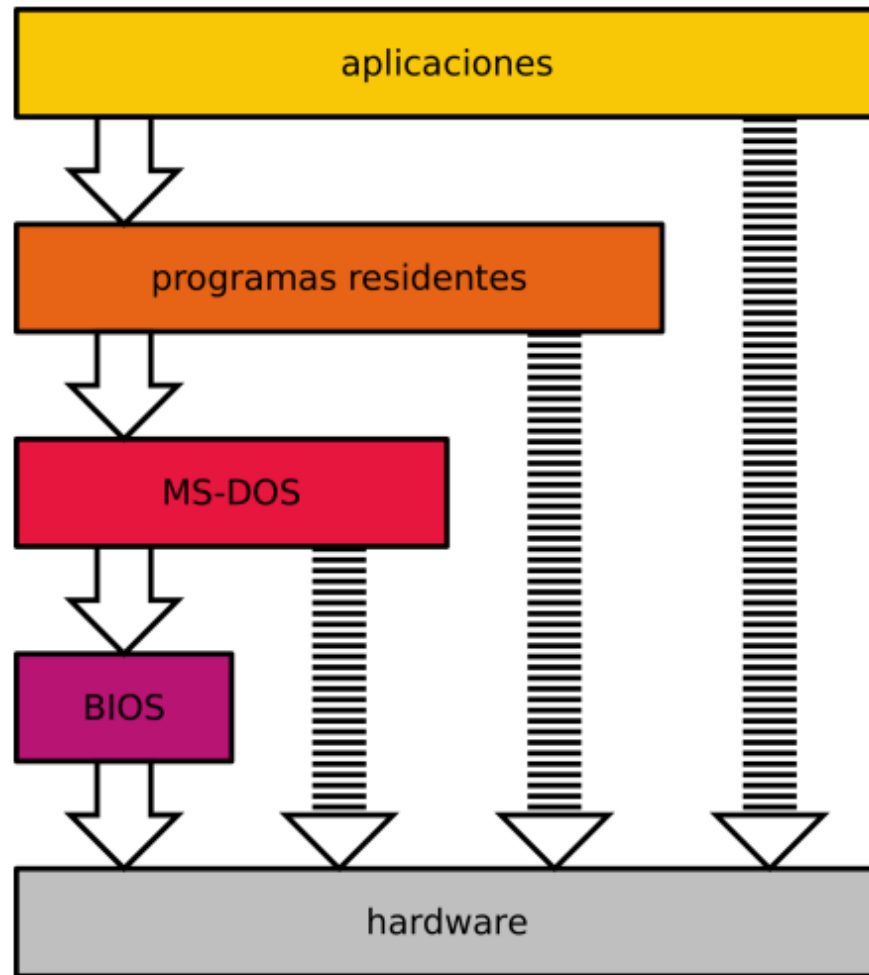 aplicaciones
programas residentes
MS-DOS
BIOS
hardware